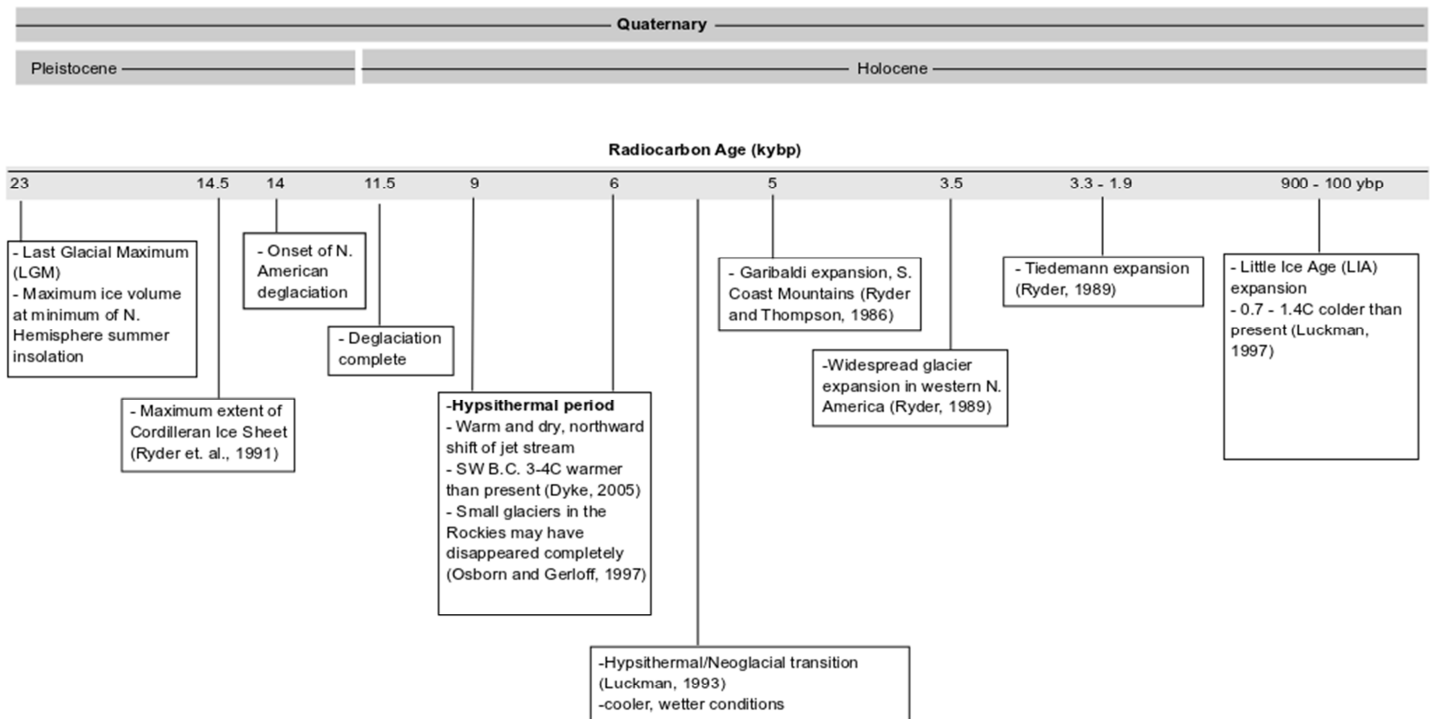 Quaternary
Pleistocene
Holocene
Radiocarbon Age (kybp)
23
14.5
14
11.5
9
6
5
3.5
3.3 - 1.9
900 - 100 ybp
- Last Glacial Maximum
(LGM)
- Maximum ice volume
at minimum of N.
Hemisphere summer
insolation
- Maximum extent of
Cordilleran Ice Sheet
(Ryder et. al., 1991)
- Onset of N.
American
deglaciation
- Deglaciation
complete
-Hypsithermal period
- Warm and dry, northward
shift of jet stream
- SW B.C. 3-4C warmer
than present (Dyke, 2005)
- Small glaciers in the
Rockies may have
disappeared completely
(Osborn and Gerloff, 1997)
-Hypsithermal/Neoglacial transition
(Luckman, 1993)
-cooler, wetter conditions
- Garibaldi expansion, S.
Coast Mountains (Ryder
and Thompson, 1986)
-Widespread glacier
expansion in western N.
America (Ryder, 1989)
- Tiedemann expansion
(Ryder, 1989)
- Little Ice Age (LIA)
expansion
- 0.7 - 1.4C colder than
present (Luckman,
1997)